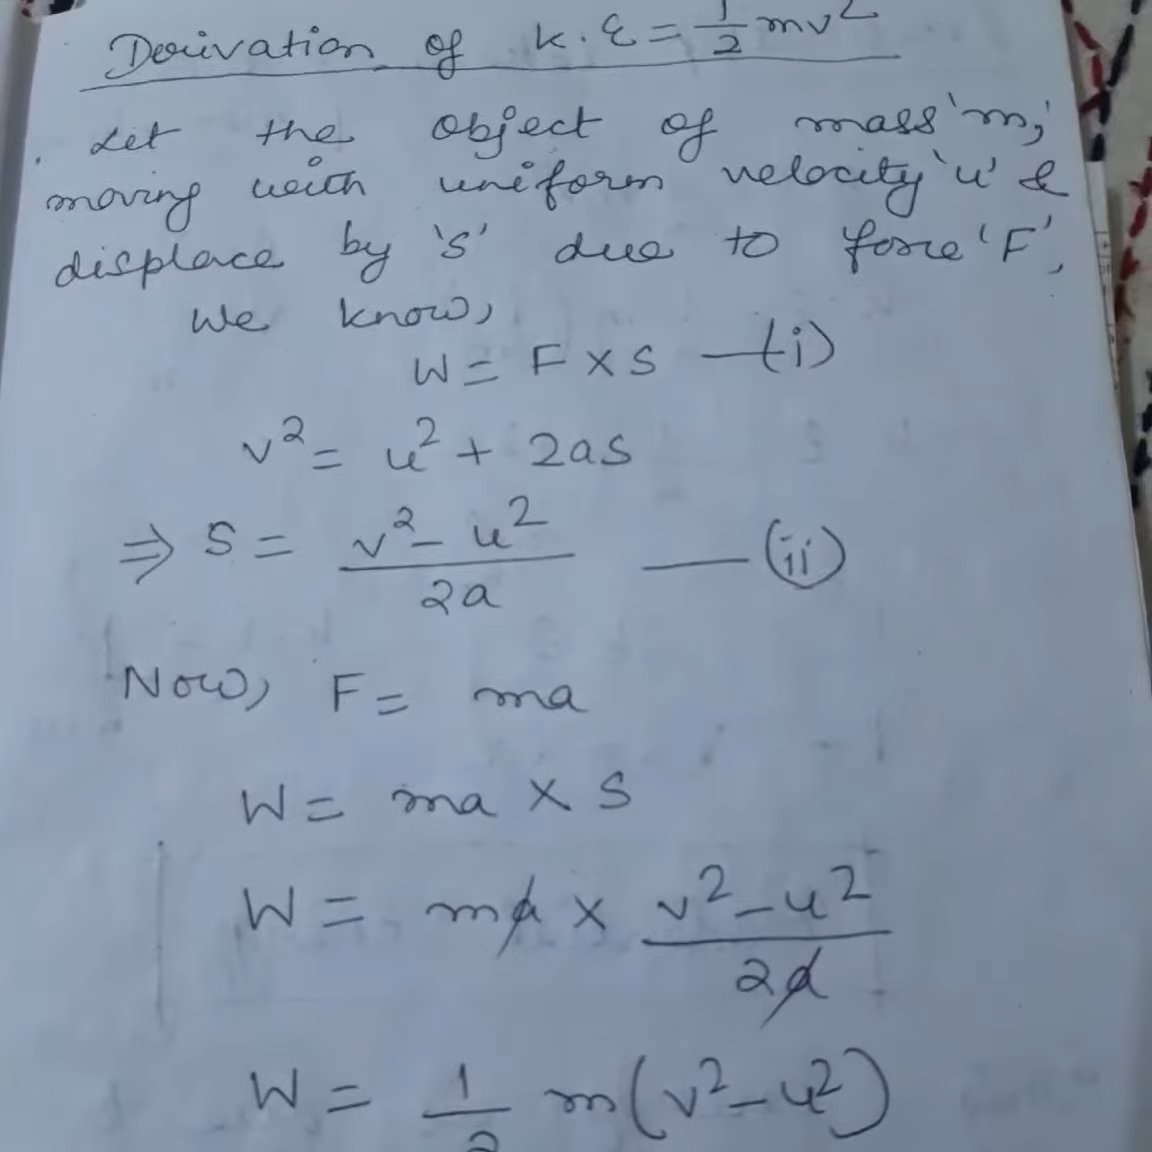 Derivation of K.E = 1/2 mv²
Let the object of mass 'm',
moving with uniform velocity 'u' &
displace by 's' due to force 'F',
We know,
W = F × S —(i)
v² = u² + 2as
⇒ S = v² - u² / 2a —(ii)
Now, F = ma
W = ma × S
W = ma × v² - u² / 2a
W = 1/2 m(v² - u²)